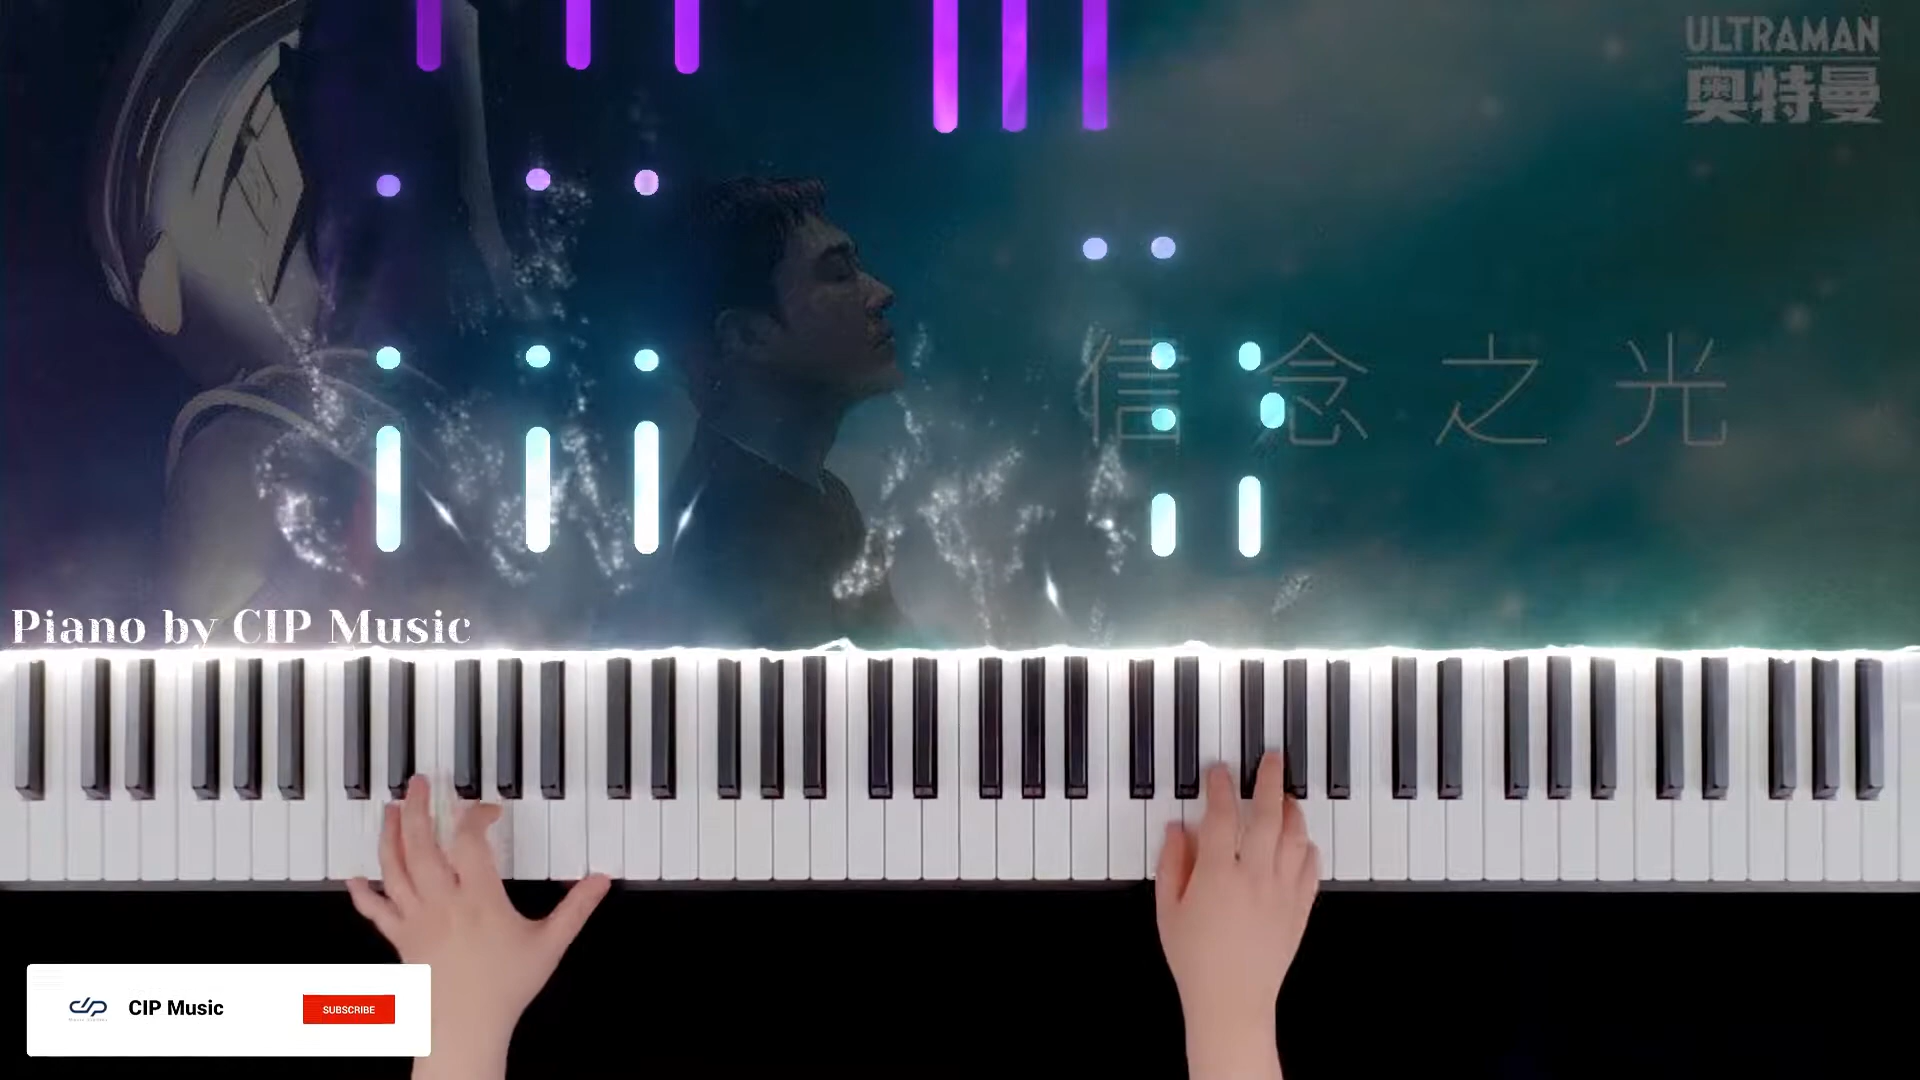 ULTRAMAN
奥特曼
信念之光
Piano by CIP Music
CIP Music
SUBSCRIBE